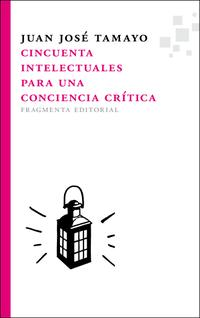 JUAN JOSÉ TAMAYO
CINCUENTA
INTELECTUALES
PARA UNA
CONCIENCIA CRÍTICA
FRAGMENTA EDITORIAL